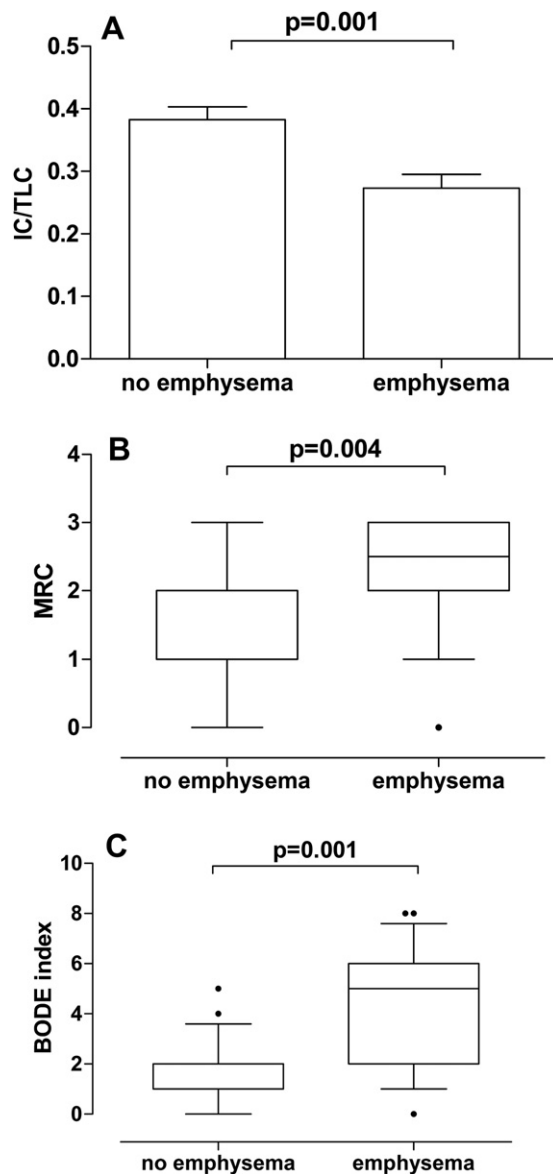 A
p=0.001
0.5
0.4
0.3
0.2
0.1
0.0
IC/TLC
no emphysema emphysema
B
p=0.004
4
3
2
1
0
MRC
no emphysema emphysema
C
p=0.001
10
8
6
4
2
0
BODE index
no emphysema emphysema